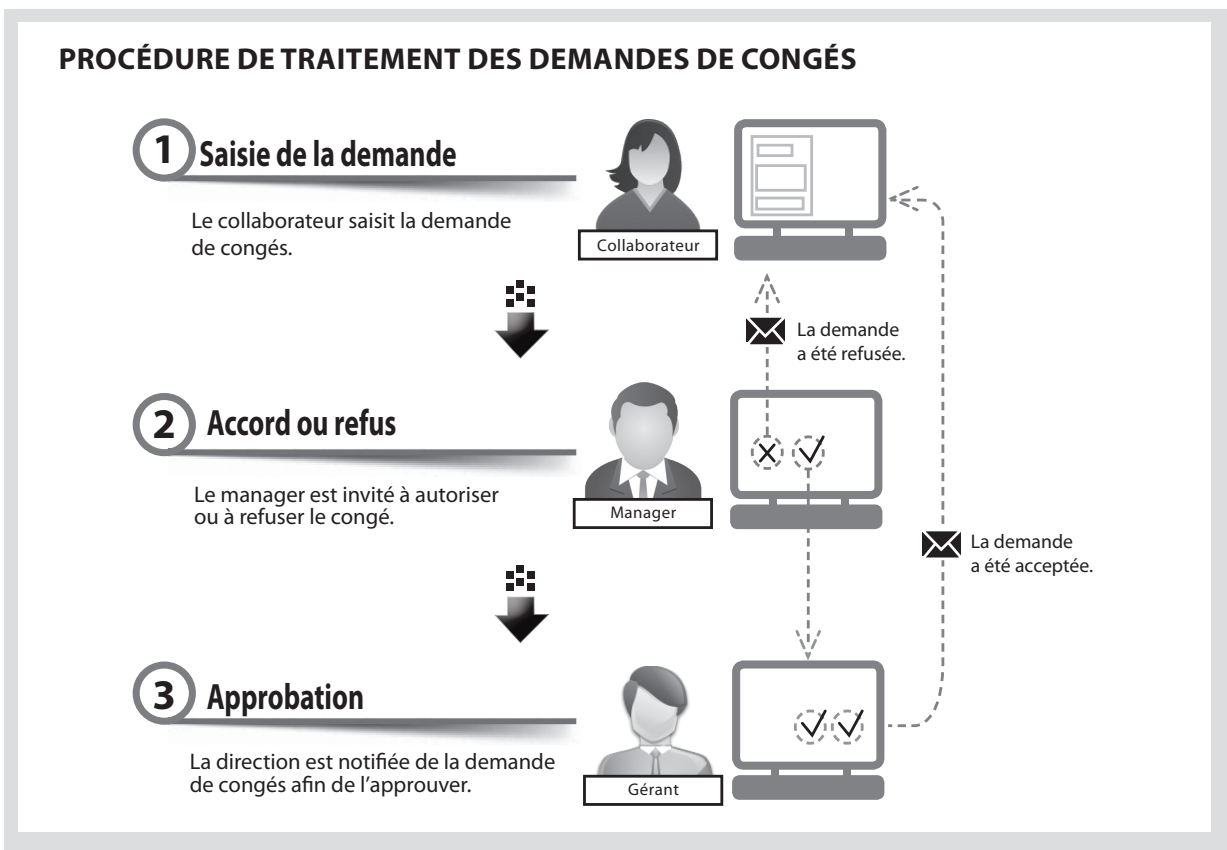 PROCÉDURE DE TRAITEMENT DES DEMANDES DE CONGÉS
1 Saisie de la demande
Le collaborateur saisit la demande
de congés.
Collaborateur
La demande
a été refusée.
2 Accord ou refus
Le manager est invité à autoriser
ou à refuser le congé.
Manager
La demande
a été acceptée.
3 Approbation
La direction est notifiée de la demande
de congés afin de l'approuver.
Gérant